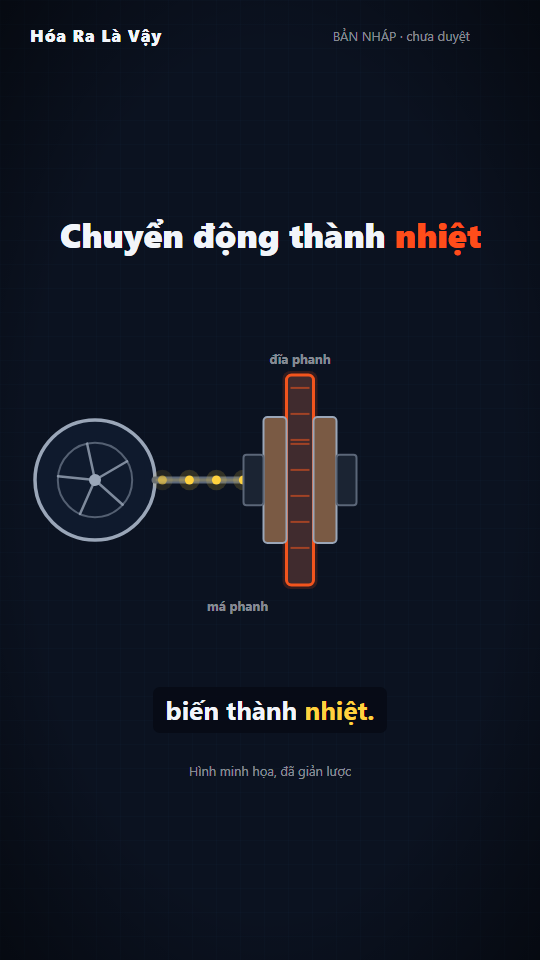 Hóa Ra Là Vậy
BẢN NHÁP · chưa duyệt
Chuyển động thành nhiệt
đĩa phanh
má phanh
biến thành nhiệt.
Hình minh họa, đã giản lược